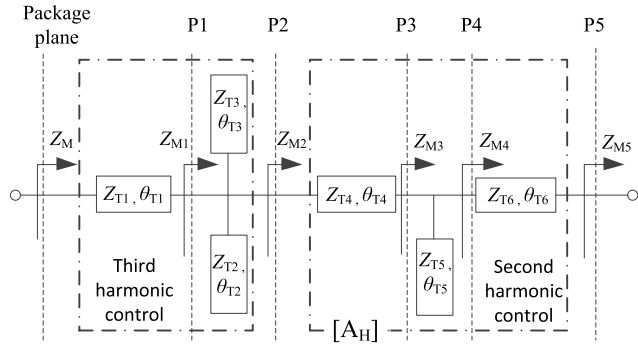 Package
plane
P1
P2
P3
P4
P5
Z_M
Z_M1
Z_M2
Z_M3
Z_M4
Z_M5
Z_T3 ,
θ_T3
Z_T1 , θ_T1
Z_T4 , θ_T4
Z_T6 , θ_T6
Z_T2 ,
θ_T2
Z_T5 ,
θ_T5
Third
harmonic
control
Second
harmonic
control
[A_H]